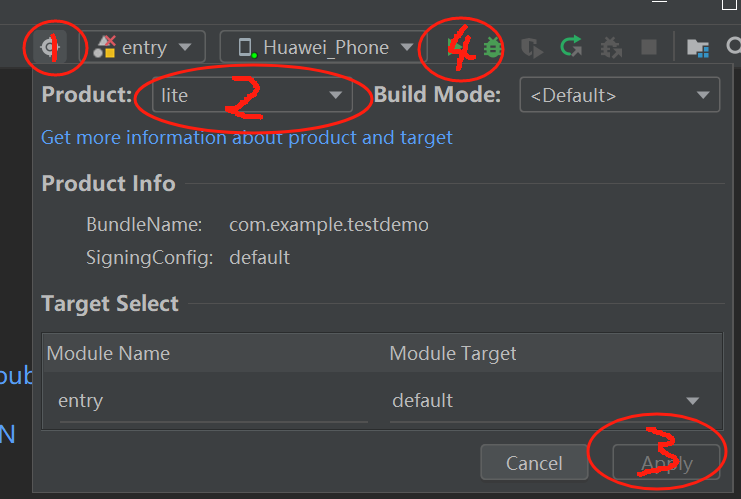 1 entry Huawei_Phone 4
Product: lite 2 Build Mode: <Default>
Get more information about product and target
Product Info
BundleName: com.example.testdemo
SigningConfig: default
Target Select
Module Name Module Target
pub
entry default
N
Cancel Apply 3